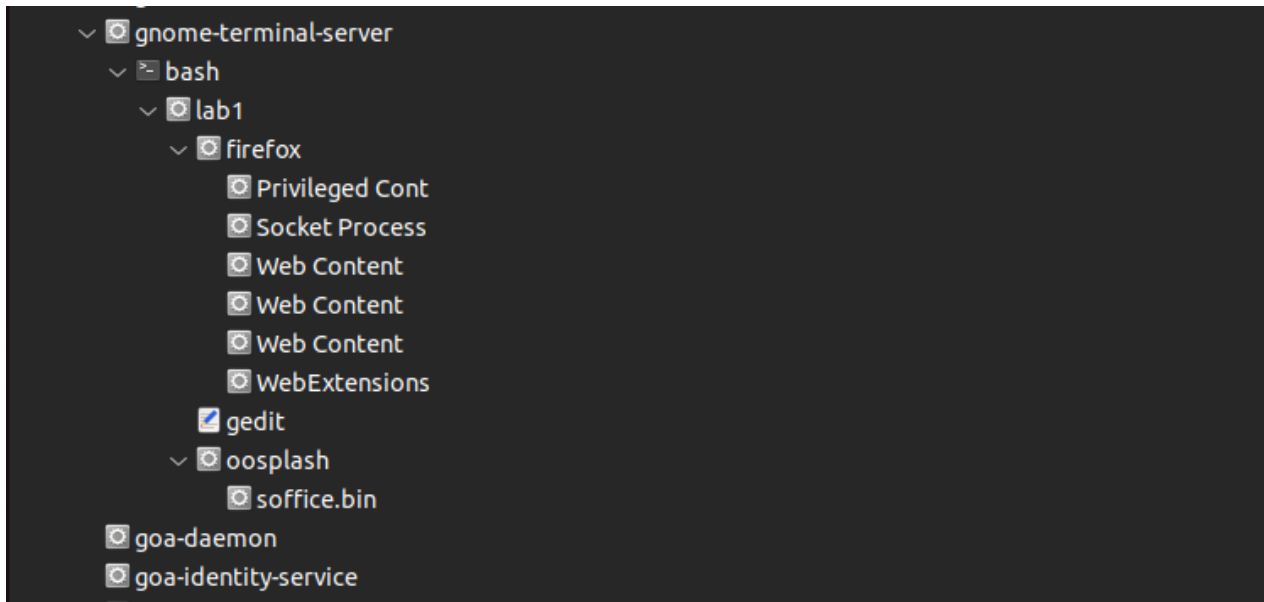 gnome-terminal-server
bash
lab1
firefox
Privileged Cont
Socket Process
Web Content
Web Content
Web Content
WebExtensions
gedit
oosplash
soffice.bin
goa-daemon
goa-identity-service